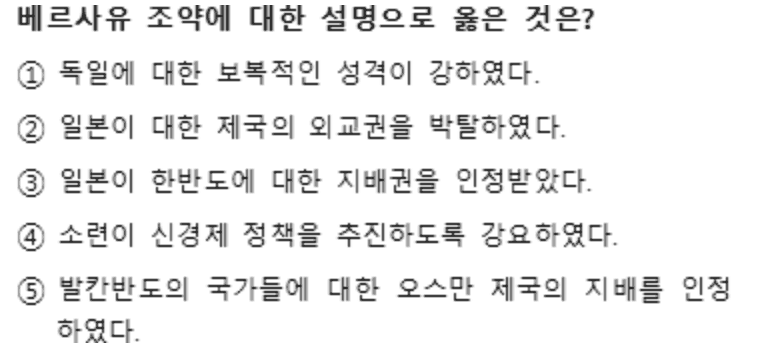 베르사유 조약에 대한 설명으로 옳은 것은?
① 독일에 대한 보복적인 성격이 강하였다.
② 일본이 대한 제국의 외교권을 박탈하였다.
③ 일본이 한반도에 대한 지배권을 인정받았다.
④ 소련이 신경제 정책을 추진하도록 강요하였다.
⑤ 발칸반도의 국가들에 대한 오스만 제국의 지배를 인정
하였다.